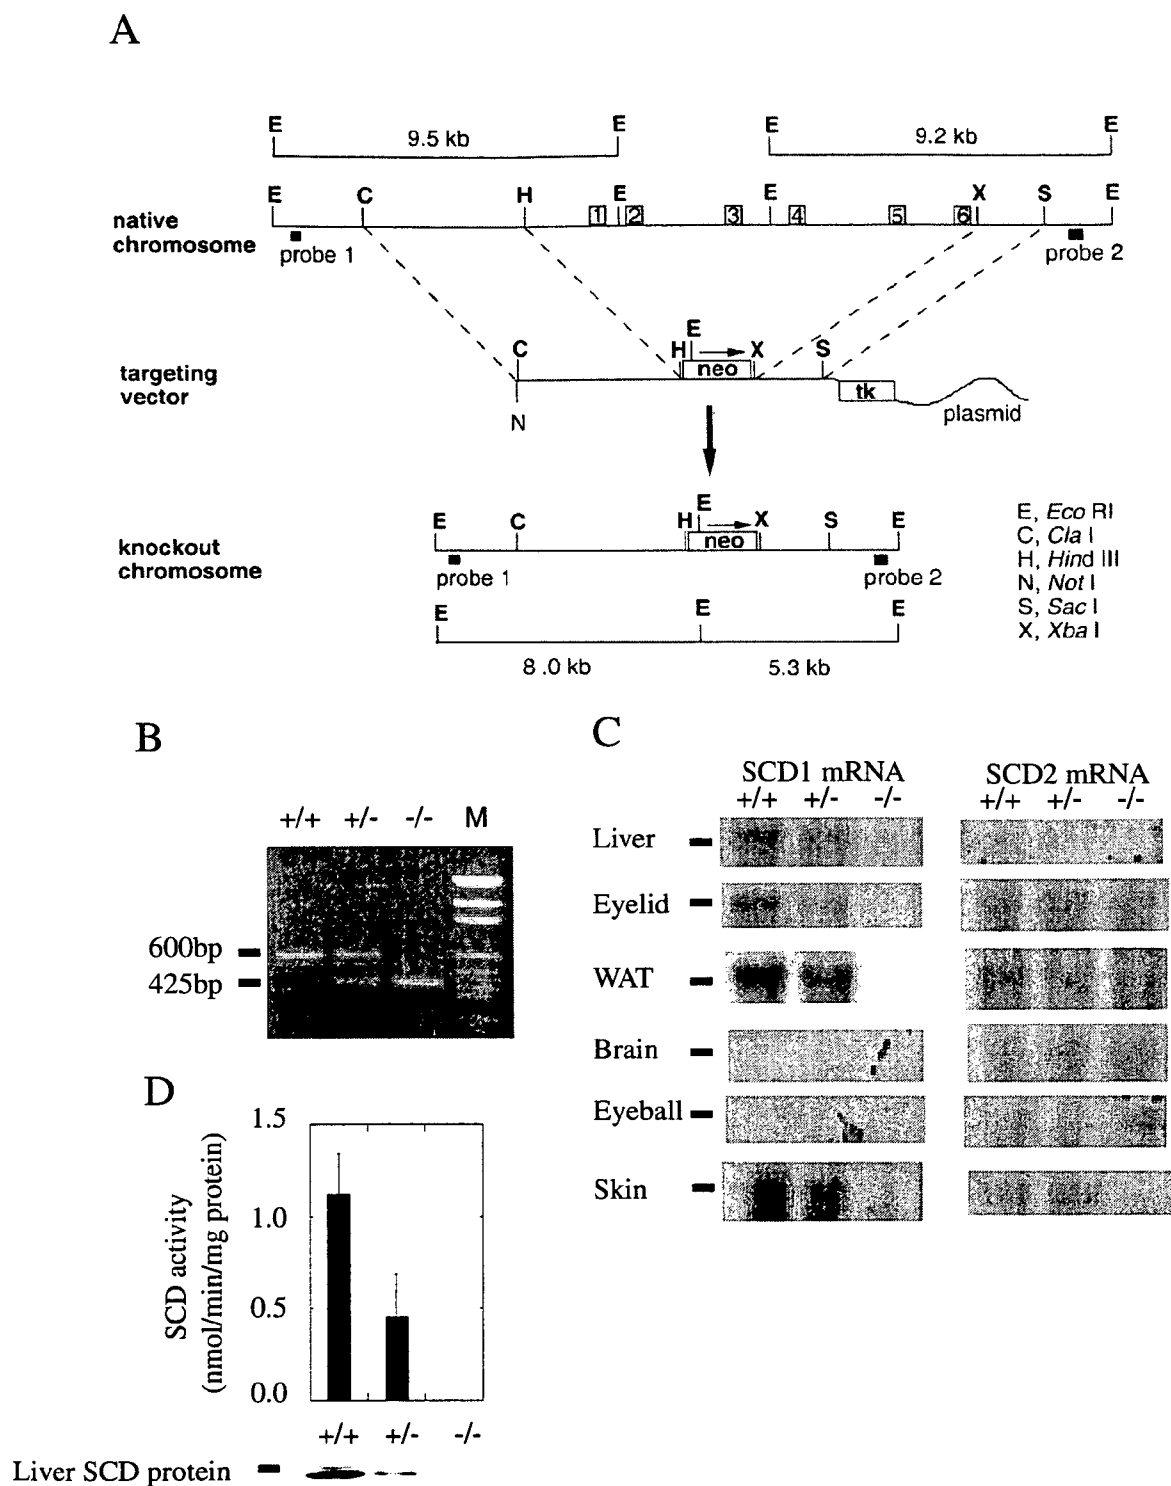 A
E E E E
9.5 kb 9.2 kb
E C H E E X S E
native chromosome
1 2 3 4 5 6
probe 1 probe 2
E
C H X S
neo
targeting vector
tk
N
plasmid
E
E C H X S E
neo
knockout chromosome
probe 1 probe 2
E E E
8.0 kb 5.3 kb
E, Eco RI
C, Cla I
H, Hind III
N, Not I
S, Sac I
X, Xba I
B
+/+ +/- -/- M
600bp
425bp
C
SCD1 mRNA SCD2 mRNA
+/+ +/- -/- +/+ +/- -/-
Liver
Eyelid
WAT
Brain
Eyeball
Skin
D
SCD activity
(nmol/min/mg protein)
1.5
1.0
0.5
0.0
+/+ +/- -/-
Liver SCD protein